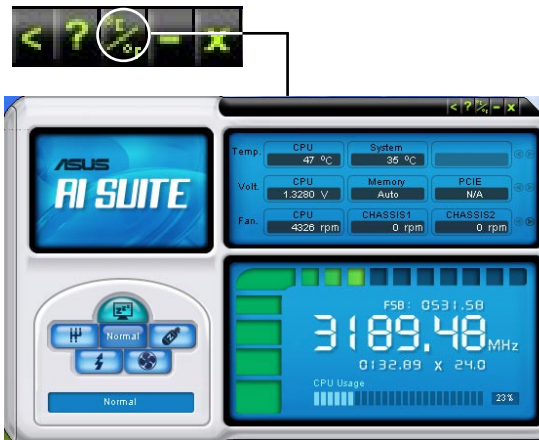 < ? °C/°F - x
< ? °C/°F - x
ASUS
AI SUITE
Temp. CPU System
47 °C 35 °C
Volt. CPU Memory PCIE
1.3280 V Auto N/A
Fan. CPU CHASSIS1 CHASSIS2
4326 rpm 0 rpm 0 rpm
zzz
Normal
Normal
FSB: 0531.58
3189.48 MHz
0132.89 X 24.0
CPU Usage
23%